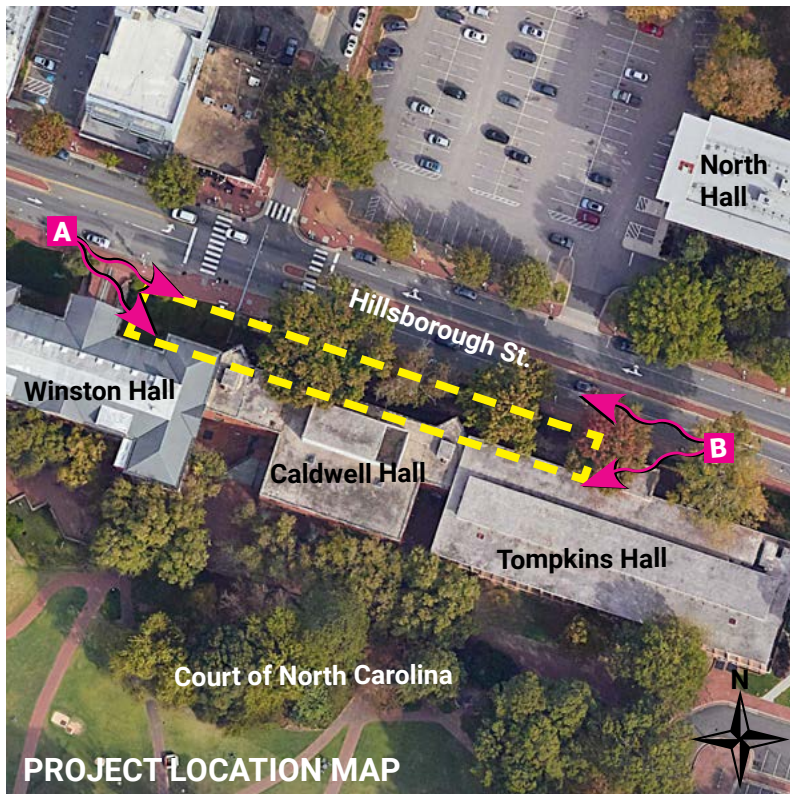 North
Hall
A
Hillsborough St.
Winston Hall
B
Caldwell Hall
Tompkins Hall
Court of North Carolina
N
PROJECT LOCATION MAP